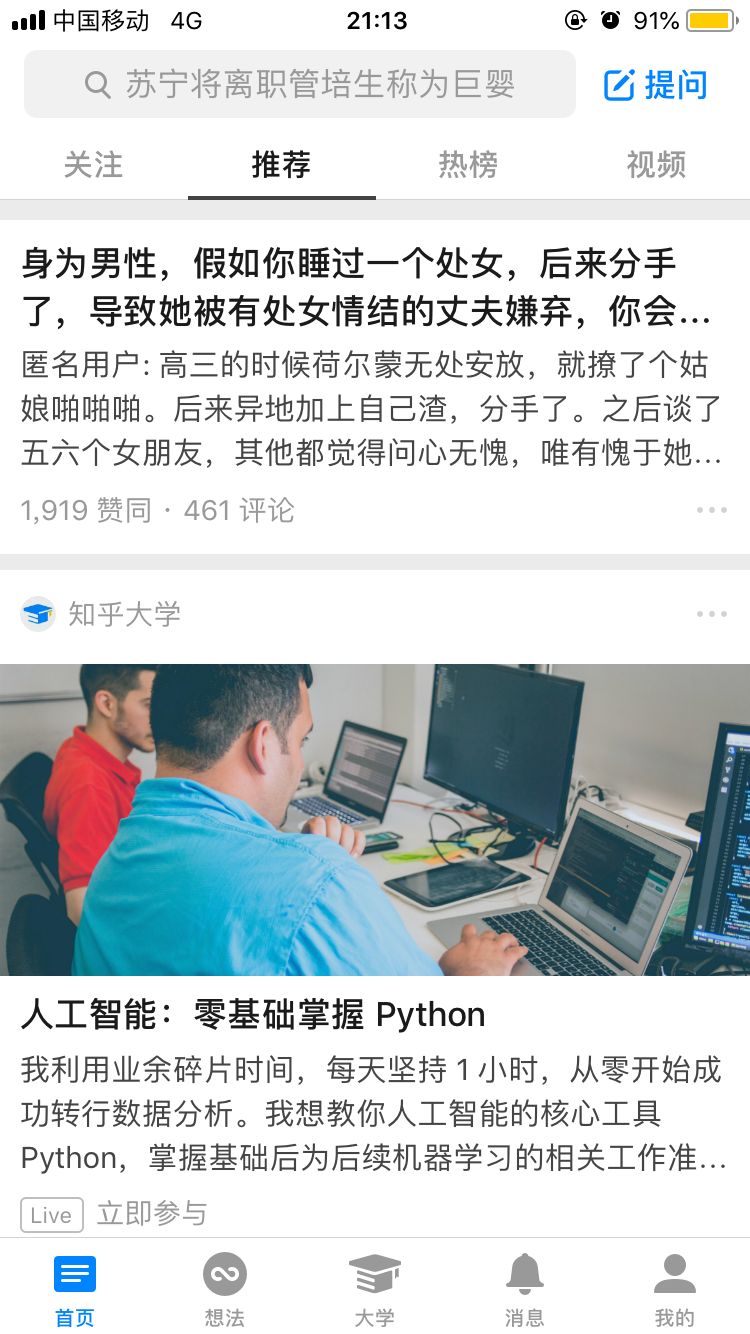 中国移动 4G 21:13 91%
苏宁将离职管培生称为巨婴 提问
关注 推荐 热榜 视频
身为男性，假如你睡过一个处女，后来分手
了，导致她被有处女情结的丈夫嫌弃，你会...
匿名用户: 高三的时候荷尔蒙无处安放，就撩了个姑
娘啪啪啪。后来异地加上自己渣，分手了。之后谈了
五六个女朋友，其他都觉得问心无愧，唯有愧于她...
1,919 赞同 · 461 评论
知乎大学
人工智能：零基础掌握 Python
我利用业余碎片时间，每天坚持 1 小时，从零开始成
功转行数据分析。我想教你人工智能的核心工具
Python，掌握基础后为后续机器学习的相关工作准...
Live 立即参与
首页 想法 大学 消息 我的